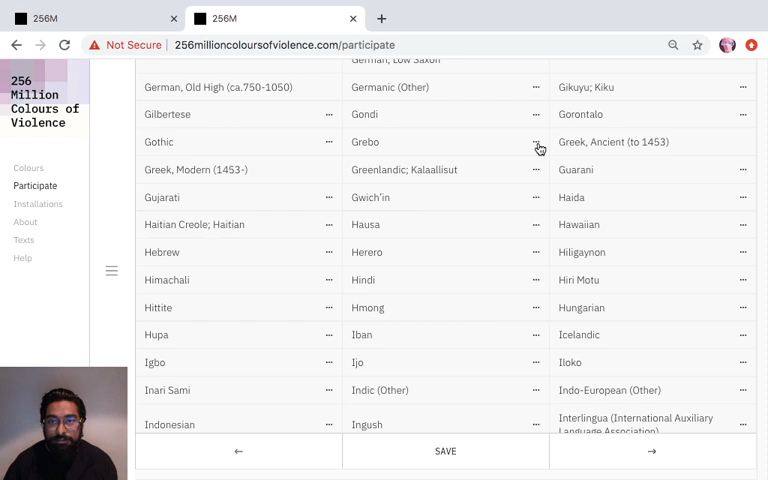 256M
256M
Not Secure 256millioncoloursofviolence.com/participate
256
Million
Colours of
Violence
Colours
Participate
Installations
About
Texts
Help
German, Low Saxon
German, Old High (ca.750-1050) Germanic (Other) ... Gikuyu; Kiku ...
Gilbertese ... Gondi ... Gorontalo ...
Gothic ... Grebo ... Greek, Ancient (to 1453)
Greek, Modern (1453-) Greenlandic; Kalaallisut ... Guarani ...
Gujarati ... Gwich'in ... Haida ...
Haitian Creole; Haitian ... Hausa ... Hawaiian ...
Hebrew ... Herero ... Hiligaynon ...
Himachali ... Hindi ... Hiri Motu ...
Hittite ... Hmong ... Hungarian ...
Hupa ... Iban ... Icelandic ...
Igbo ... Ijo ... Iloko ...
Inari Sami ... Indic (Other) ... Indo-European (Other) ...
Indonesian ... Ingush ... Interlingua (International Auxiliary
Language Association) ...
← SAVE →